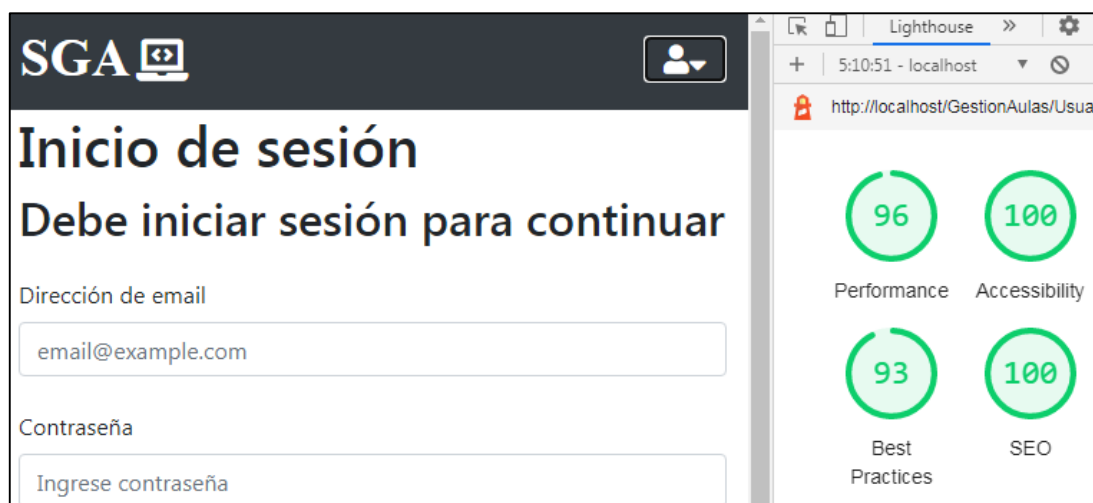 SGA
Inicio de sesión
Debe iniciar sesión para continuar
Dirección de email
email@example.com
Contraseña
Ingrese contraseña
Lighthouse »
+ 5:10:51 - localhost
http://localhost/GestionAulas/Usua
96
100
Performance
Accessibility
93
100
Best
Practices
SEO